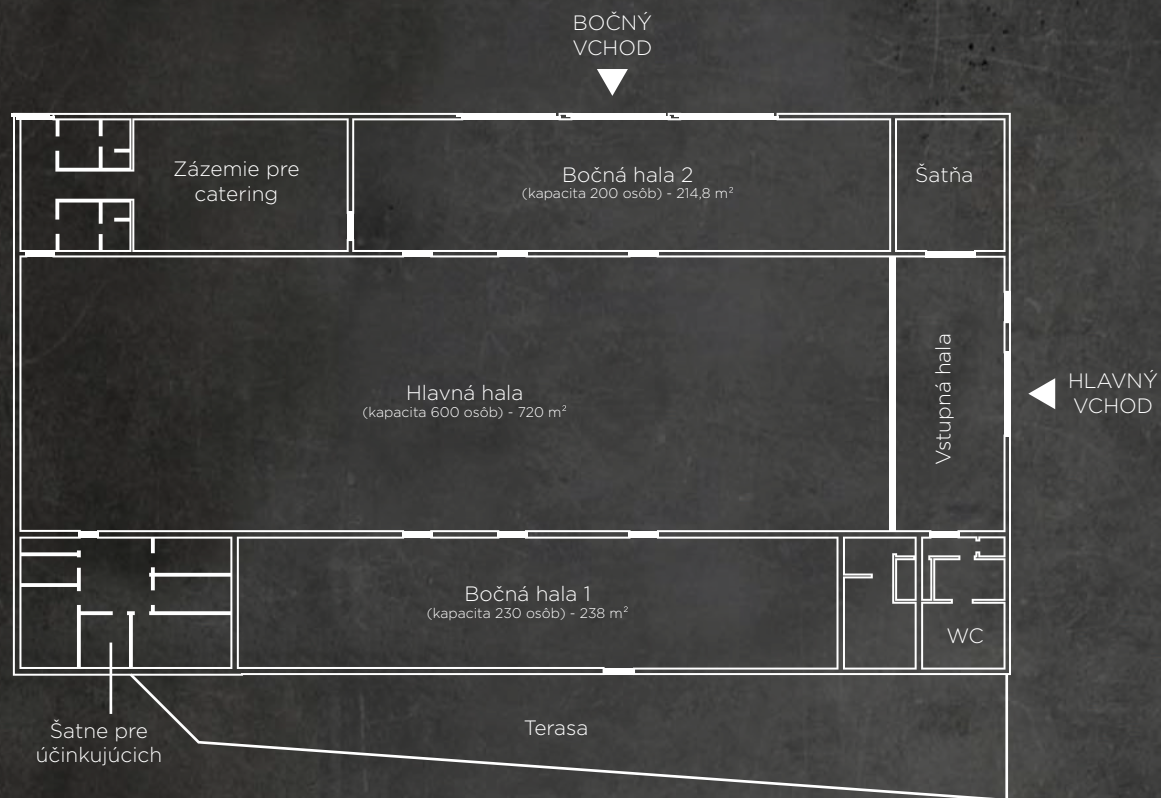 BOČNÝ
VCHOD
Zázemie pre
catering
Bočná hala 2
(kapacita 200 osôb) - 214,8 m²
Šatňa
Hlavná hala
(kapacita 600 osôb) - 720 m²
Vstupná hala
HLAVNÝ
VCHOD
Bočná hala 1
(kapacita 230 osôb) - 238 m²
WC
Šatne pre
účinkujúcich
Terasa